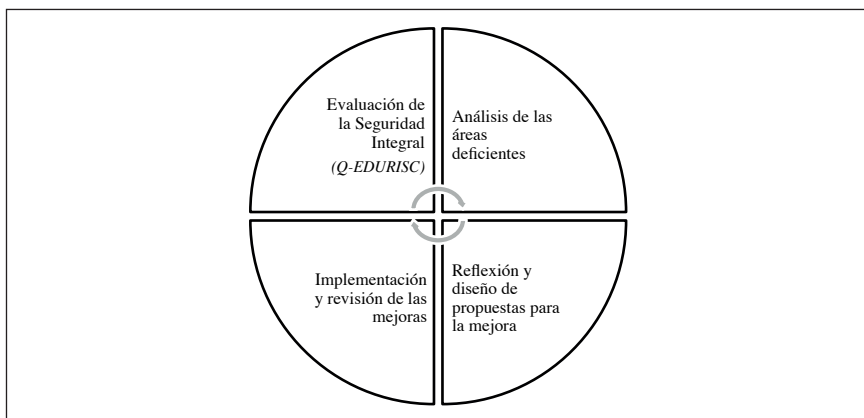 Evaluación de
la Seguridad
Integral
(Q-EDURISC)
Análisis de las
áreas
deficientes
Implementación
y revisión de las
mejoras
Reflexión y
diseño de
propuestas para
la mejora